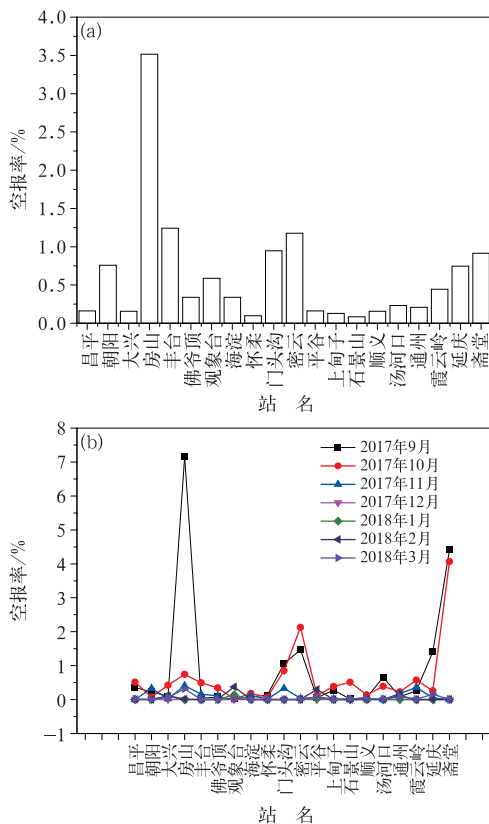 (a)
4.0
3.5
3.0
2.5
2.0
1.5
1.0
0.5
0.0
空报率/%
昌平
朝阳
大兴
房山
丰台
佛爷顶
观象台
海淀
怀柔
门头沟
密云
平谷
上甸子
石景山
顺义
汤河口
通州
霞云岭
延庆
斋堂
站 名
(b)
8
7
6
5
4
3
2
1
0
−1
空报率/%
2017年9月
2017年10月
2017年11月
2017年12月
2018年1月
2018年2月
2018年3月
昌平
朝阳
大兴
房山
丰台
佛爷顶
观象台
海淀
怀柔
门头沟
密云
平谷
上甸子
石景山
顺义
汤河口
通州
霞云岭
延庆
斋堂
站 名